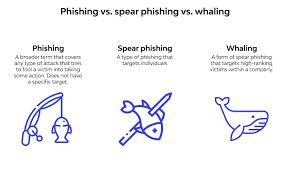 Phishing vs. spear phishing vs. whaling
Phishing
A broader term that covers
any type of attack that tries
to fool a victim into taking
some action. Does not have
a specific target.
Spear phishing
A type of phishing that
targets individuals
Whaling
A form of spear phishing
that targets high-ranking
victims within a company.